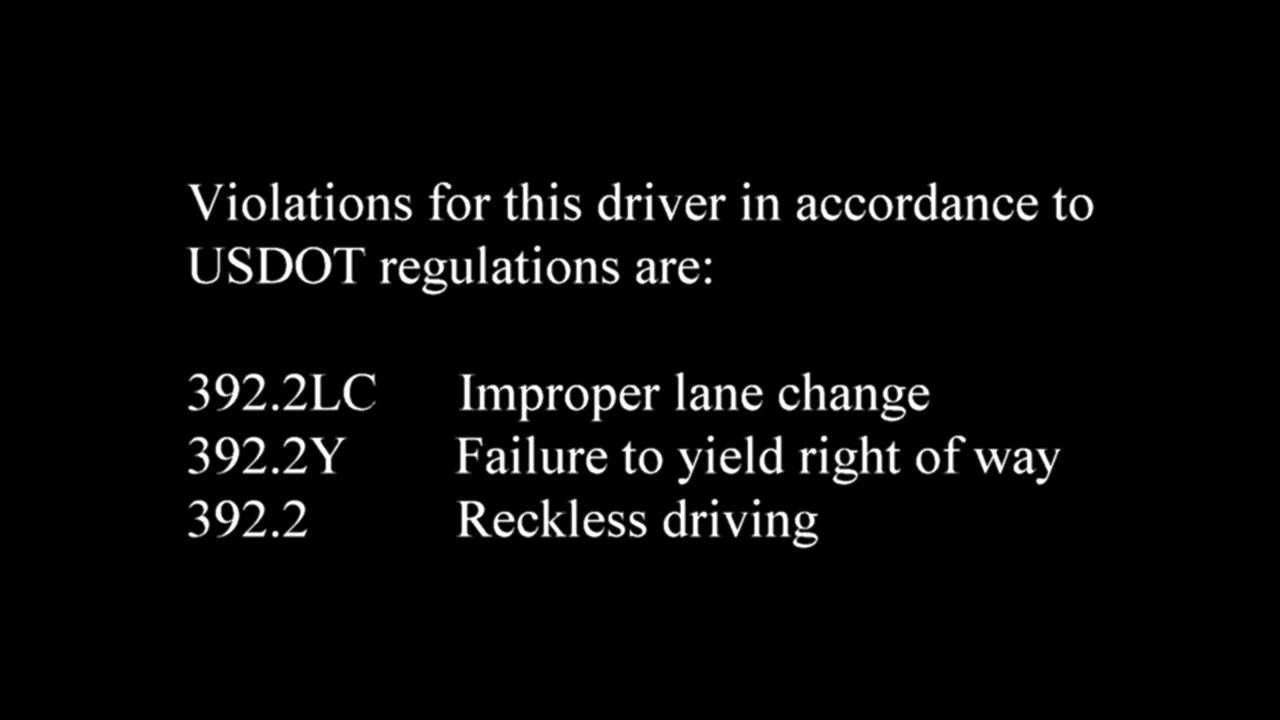 Violations for this driver in accordance to
USDOT regulations are:
392.2LC Improper lane change
392.2Y Failure to yield right of way
392.2 Reckless driving